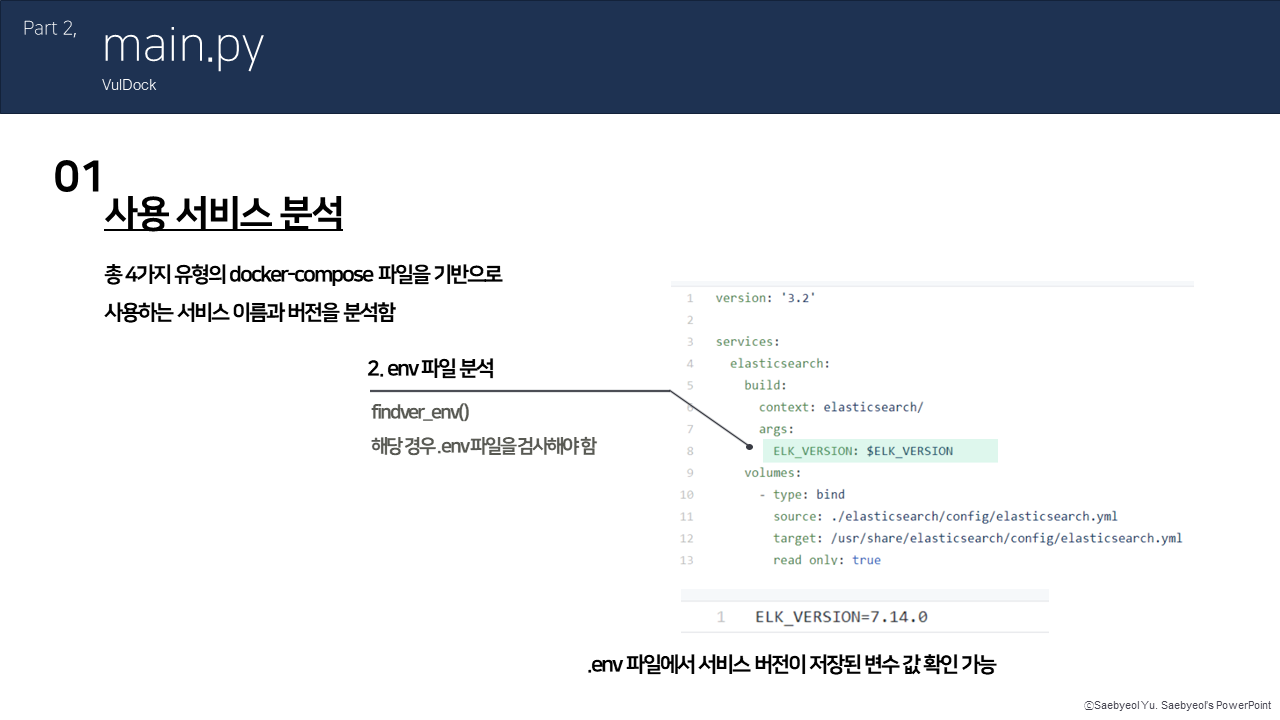 Part 2,
main.py
VulDock
01
사용 서비스 분석
총 4가지 유형의 docker-compose 파일을 기반으로
사용하는 서비스 이름과 버전을 분석함
2. env 파일 분석
findver_env()
해당 경우 .env 파일을 검사해야 함
1 version: '3.2'
2
3 services:
4 elasticsearch:
5 build:
6 context: elasticsearch/
7 args:
8 ELK_VERSION: $ELK_VERSION
9 volumes:
10 - type: bind
11 source: ./elasticsearch/config/elasticsearch.yml
12 target: /usr/share/elasticsearch/config/elasticsearch.yml
13 read only: true
1 ELK_VERSION=7.14.0
.env 파일에서 서비스 버전이 저장된 변수 값 확인 가능
ⓒSaebyeol Yu. Saebyeol's PowerPoint